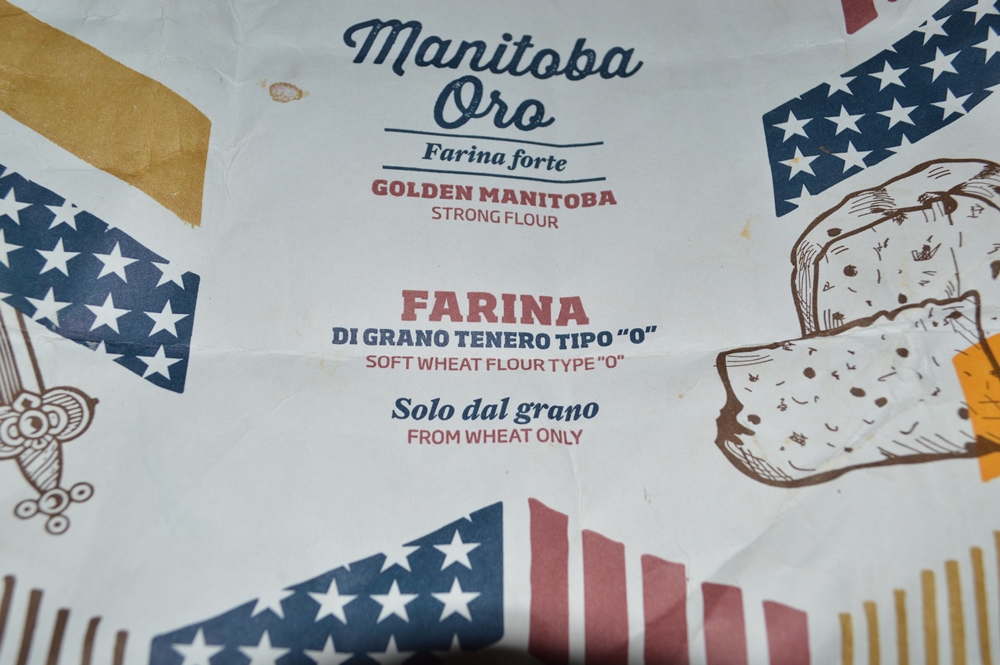 Manitoba
Oro
Farina forte
GOLDEN MANITOBA
STRONG FLOUR
FARINA
DI GRANO TENERO TIPO "0"
SOFT WHEAT FLOUR TYPE "0"
Solo dal grano
FROM WHEAT ONLY